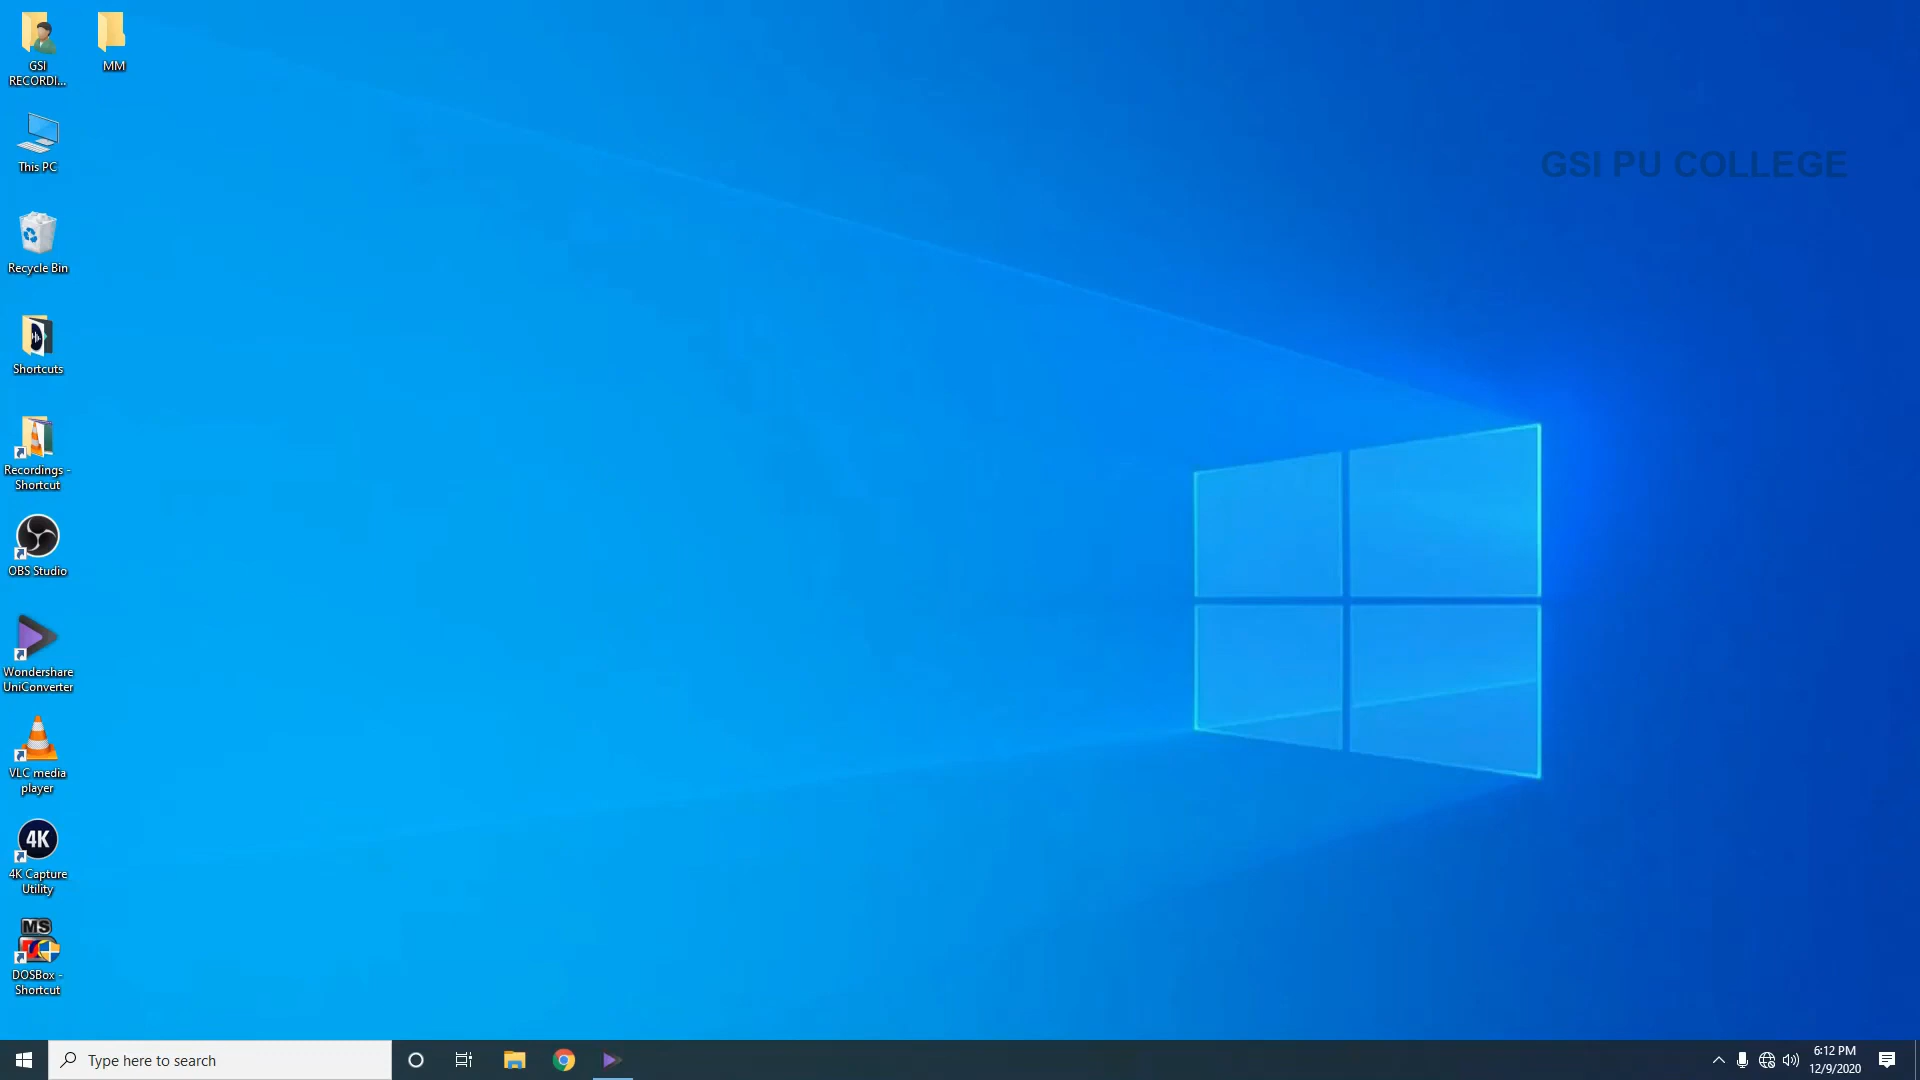 GSI
RECORDI...
MM
This PC
Recycle Bin
Shortcuts
Recordings -
Shortcut
OBS Studio
Wondershare
UniConverter
VLC media
player
4K
4K Capture
Utility
MS
DOSBox -
Shortcut
GSI PU COLLEGE
Type here to search
6:12 PM
12/9/2020